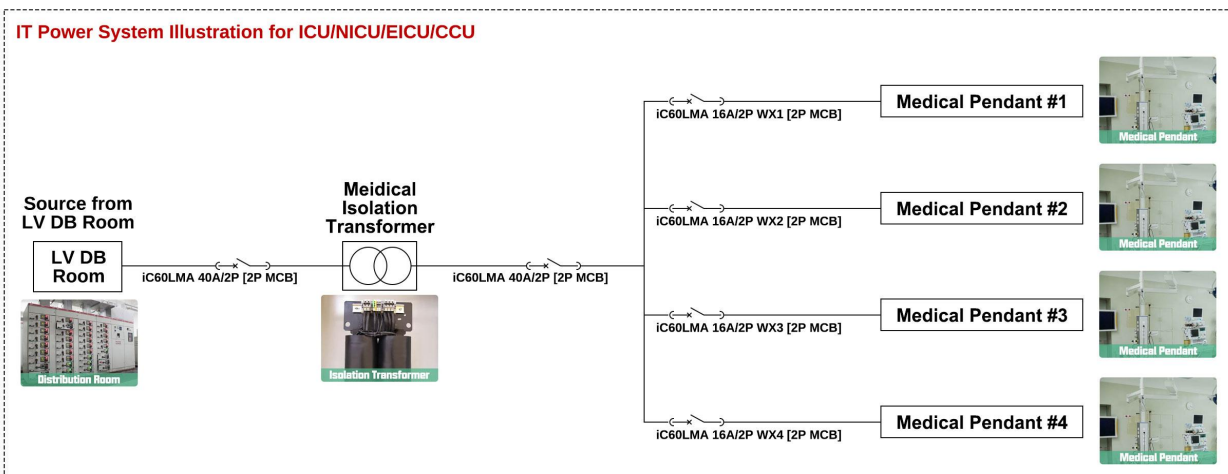 IT Power System Illustration for ICU/NICU/EICU/CCU
Source from
LV DB Room
LV DB
Room
Distribution Room
iC60LMA 40A/2P [2P MCB]
Meidical
Isolation
Transformer
Isolation Transformer
iC60LMA 40A/2P [2P MCB]
iC60LMA 16A/2P WX1 [2P MCB]
Medical Pendant #1
Medical Pendant
iC60LMA 16A/2P WX2 [2P MCB]
Medical Pendant #2
Medical Pendant
iC60LMA 16A/2P WX3 [2P MCB]
Medical Pendant #3
Medical Pendant
iC60LMA 16A/2P WX4 [2P MCB]
Medical Pendant #4
Medical Pendant